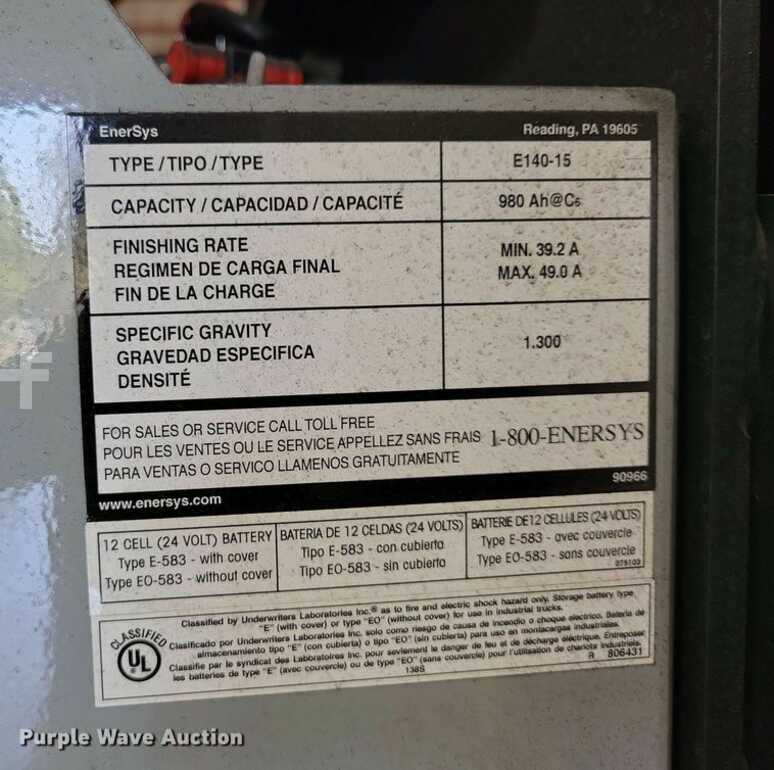 EnerSys Reading, PA 19605
TYPE / TIPO / TYPE E140-15
CAPACITY / CAPACIDAD / CAPACITÉ 980 Ah@C6
FINISHING RATE
REGIMEN DE CARGA FINAL
FIN DE LA CHARGE
MIN. 39.2 A
MAX. 49.0 A
SPECIFIC GRAVITY
GRAVEDAD ESPECIFICA
DENSITÉ
1.300
FOR SALES OR SERVICE CALL TOLL FREE
POUR LES VENTES OU LE SERVICE APPELLEZ SANS FRAIS
PARA VENTAS O SERVICO LLAMENOS GRATUITAMENTE
1-800-ENERSYS
90966
www.enersys.com
12 CELL (24 VOLT) BATTERY
Type E-583 - with cover
Type EO-583 - without cover
BATERIA DE 12 CELDAS (24 VOLTS)
Tipo E-583 - con cubierta
Tipo EO-583 - sin cubierta
BATTERIE DE 12 CELLULES (24 VOLTS)
Type E-583 - avec couvercle
Type EO-583 - sans couvercle
CLASSIFIED
UL
Classified by Underwriters Laboratories Inc.® as to fire and electric shock hazard only. Storage battery type
"E" (with cover) or type "EO" (without cover) for use in industrial trucks.
Clasificado por Underwriters Laboratories Inc. solo como riesgo de causa de incendio o choque electrico. Bateria de
almacenamiento tipo "E" (con cubierta) o tipo "EO" (sin cubierta) para uso en montacargas industriales.
Classifie par le syndicat des Laboratoires Inc. pour sevlement le danger de feu et de décharge eléctrique. Entreposer
les batteries de type "E" (avec couvercle) ou de type "EO" (sans couvercle) pour l'utilisation de chariots industriels.
138S
R 806431
Purple Wave Auction